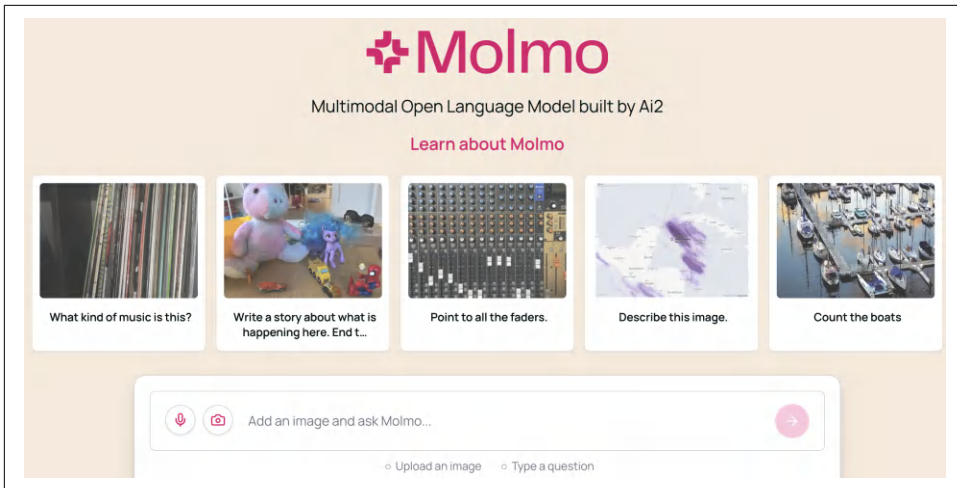 Molmo
Multimodal Open Language Model built by Ai2
Learn about Molmo
What kind of music is this?
Write a story about what is
happening here. End t...
Point to all the faders.
Describe this image.
Count the boats
Add an image and ask Molmo...
Upload an image
Type a question